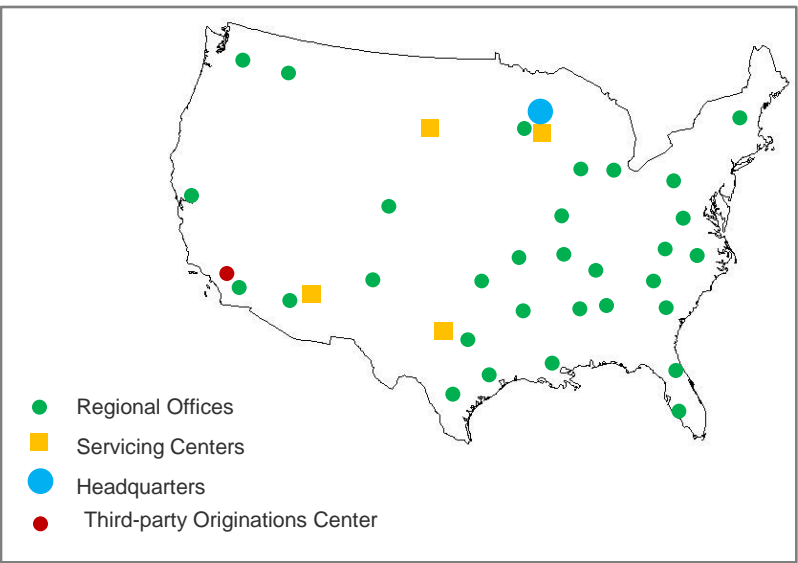 Regional Offices
Servicing Centers
Headquarters
Third-party Originations Center